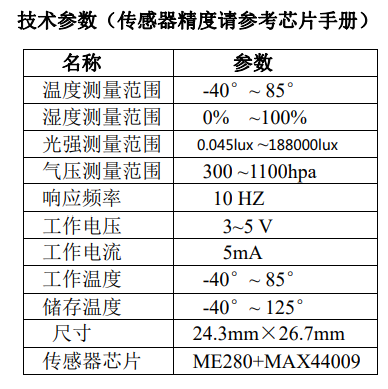 技术参数（传感器精度请参考芯片手册）
名称 参数
温度测量范围 -40°~ 85°
湿度测量范围 0% ~100%
光强测量范围 0.045lux ~188000lux
气压测量范围 300 ~1100hpa
响应频率 10 HZ
工作电压 3~5 V
工作电流 5mA
工作温度 -40°~ 85°
储存温度 -40°~ 125°
尺寸 24.3mm×26.7mm
传感器芯片 ME280+MAX44009